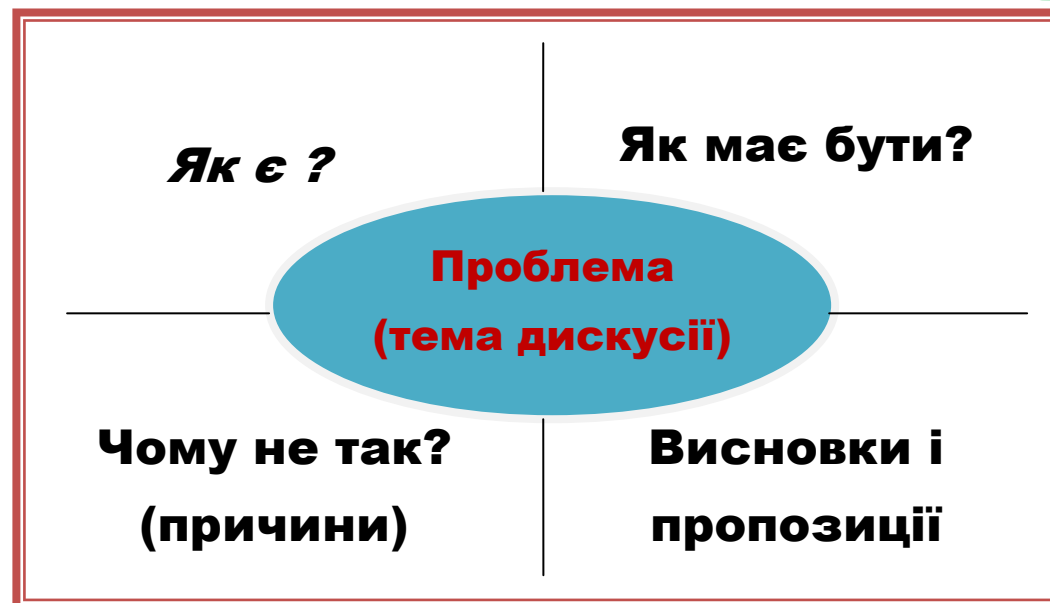 Як є ?
Як має бути?
Проблема
(тема дискусії)
Чому не так?
(причини)
Висновки і
пропозиції